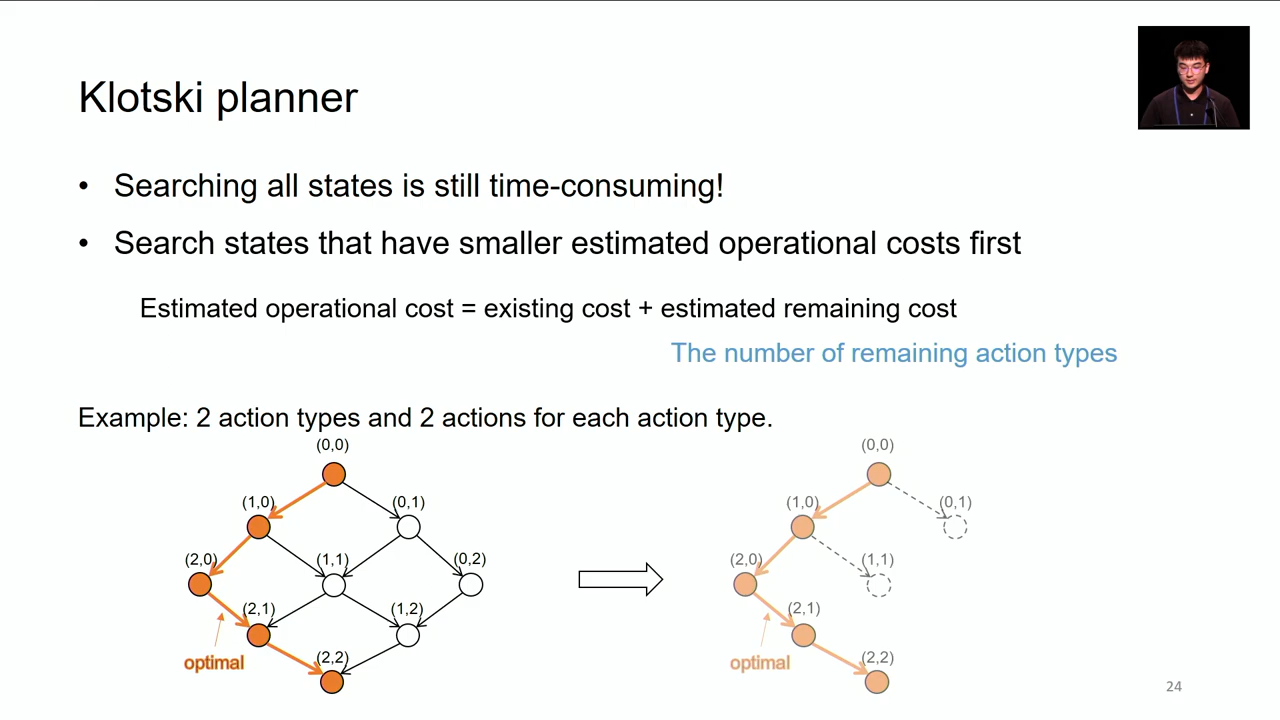 Klotski planner
• Searching all states is still time-consuming!
• Search states that have smaller estimated operational costs first
Estimated operational cost = existing cost + estimated remaining cost
The number of remaining action types
Example: 2 action types and 2 actions for each action type.
(0,0)
(1,0)
(0,1)
(2,0)
(1,1)
(0,2)
(2,1)
(1,2)
optimal
(2,2)
(0,0)
(1,0)
(0,1)
(2,0)
(1,1)
(2,1)
optimal
(2,2)
24